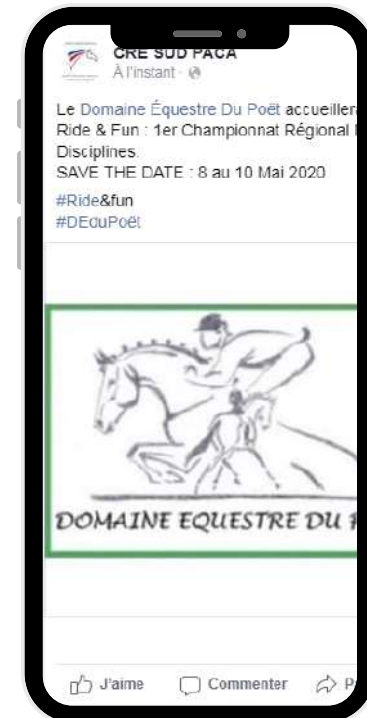 CRE SUD PACA
À l'instant
Le Domaine Équestre Du Poët accueiller
Ride & Fun : 1er Championnat Régional
Disciplines.
SAVE THE DATE : 8 au 10 Mai 2020
#Ride&fun
#DEduPoët
DOMAINE EQUESTRE DU
J'aime
Commenter